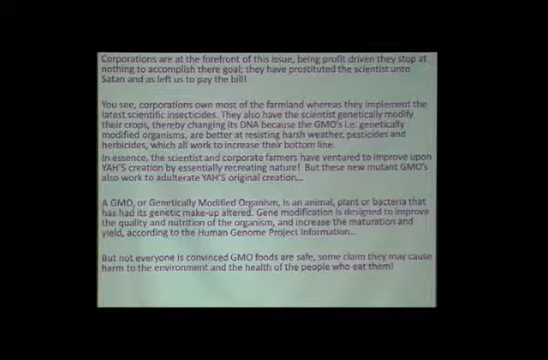 Corporations are at the forefront of this issue, being profit driven they stop at
nothing to accomplish there goal; they have prostituted the scientist unto
Satan and as left us to pay the bill!
You see, corporations own most of the farmland whereas they implement the
latest scientific insecticides. They also have the scientist genetically modify
their crops, thereby changing its DNA because the GMO's i.e. genetically
modified organisms, are better at resisting harsh weather, pesticides and
herbicides, which all work to increase their bottom line.
In essence, the scientist and corporate farmers have ventured to improve upon
YAH'S creation by essentially recreating nature! But these new mutant GMO's
also work to adulterate YAH'S original creation...
A GMO, or Genetically Modified Organism, is an animal, plant or bacteria that
has had its genetic make-up altered. Gene modification is designed to improve
the quality and nutrition of the organism, and increase the maturation and
yield, according to the Human Genome Project Information...
But not everyone is convinced GMO foods are safe, some claim they may cause
harm to the environment and the health of the people who eat them!